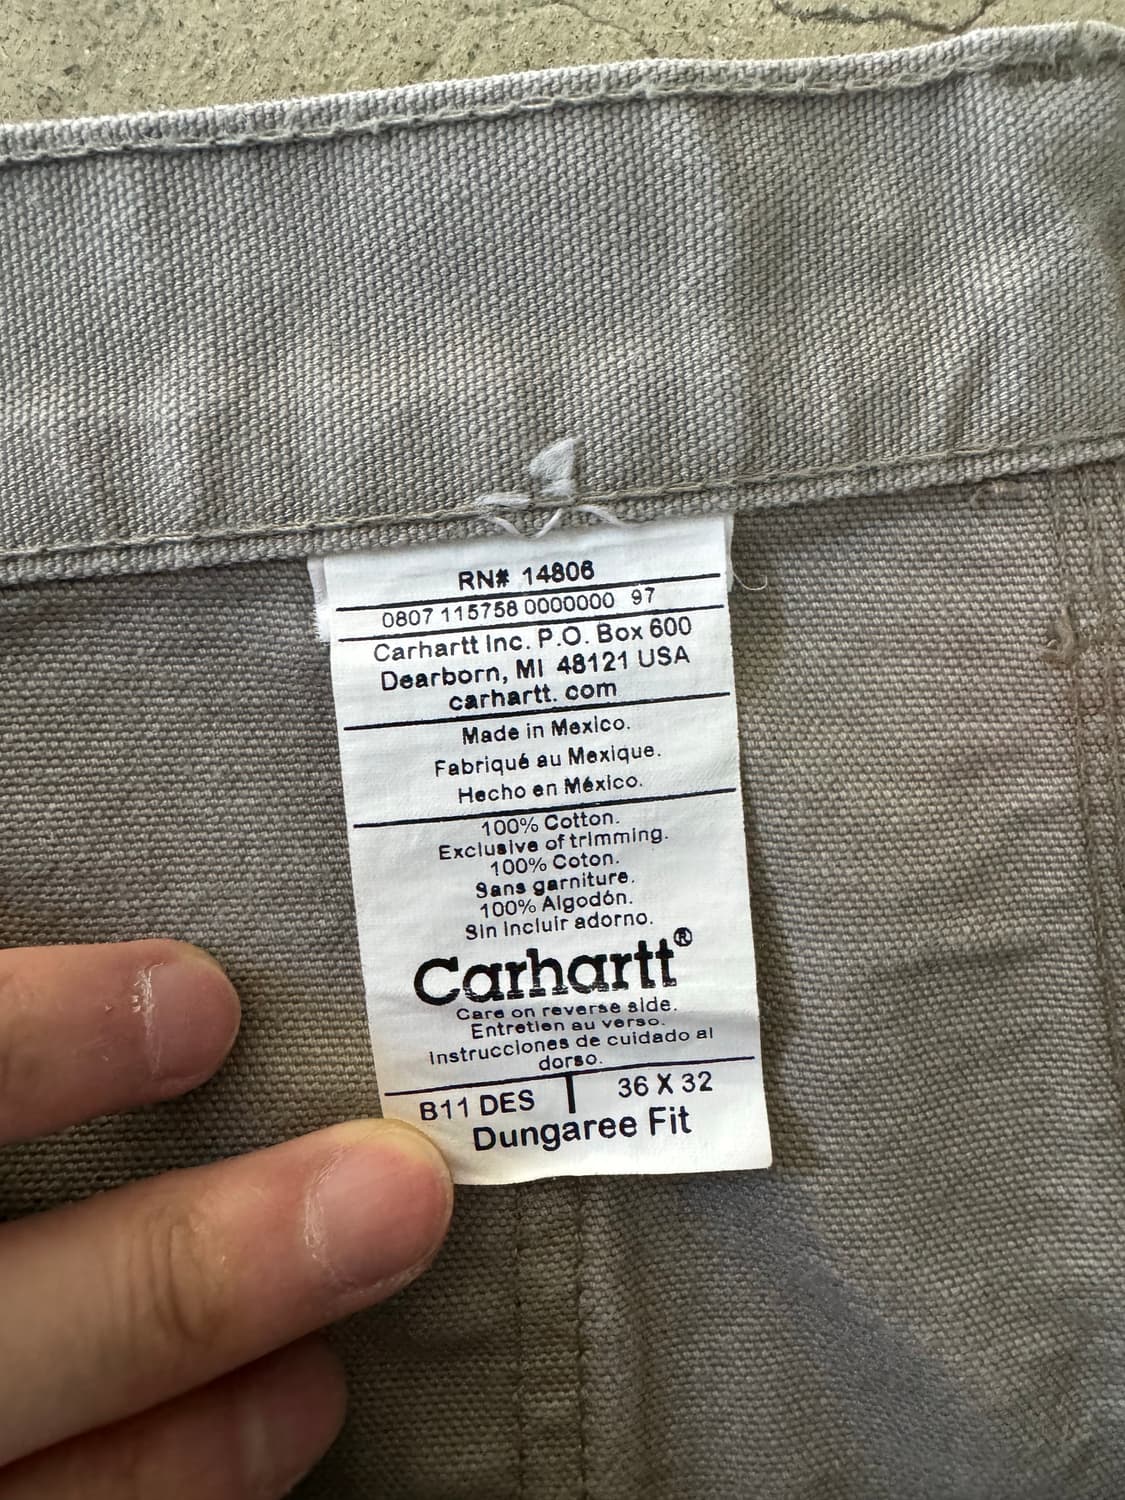 RN# 14806
0807 115758 0000000 97
Carhartt Inc. P.O. Box 600
Dearborn, MI 48121 USA
carhartt. com
Made in Mexico.
Fabriqué au Mexique.
Hecho en México.
100% Cotton.
Exclusive of trimming.
100% Coton.
Sans garniture.
100% Algodón.
Sin incluir adorno.
Carhartt®
Care on reverse side.
Entretien au verso.
Instrucciones de cuidado al
dorso.
B11 DES 36 X 32
Dungaree Fit